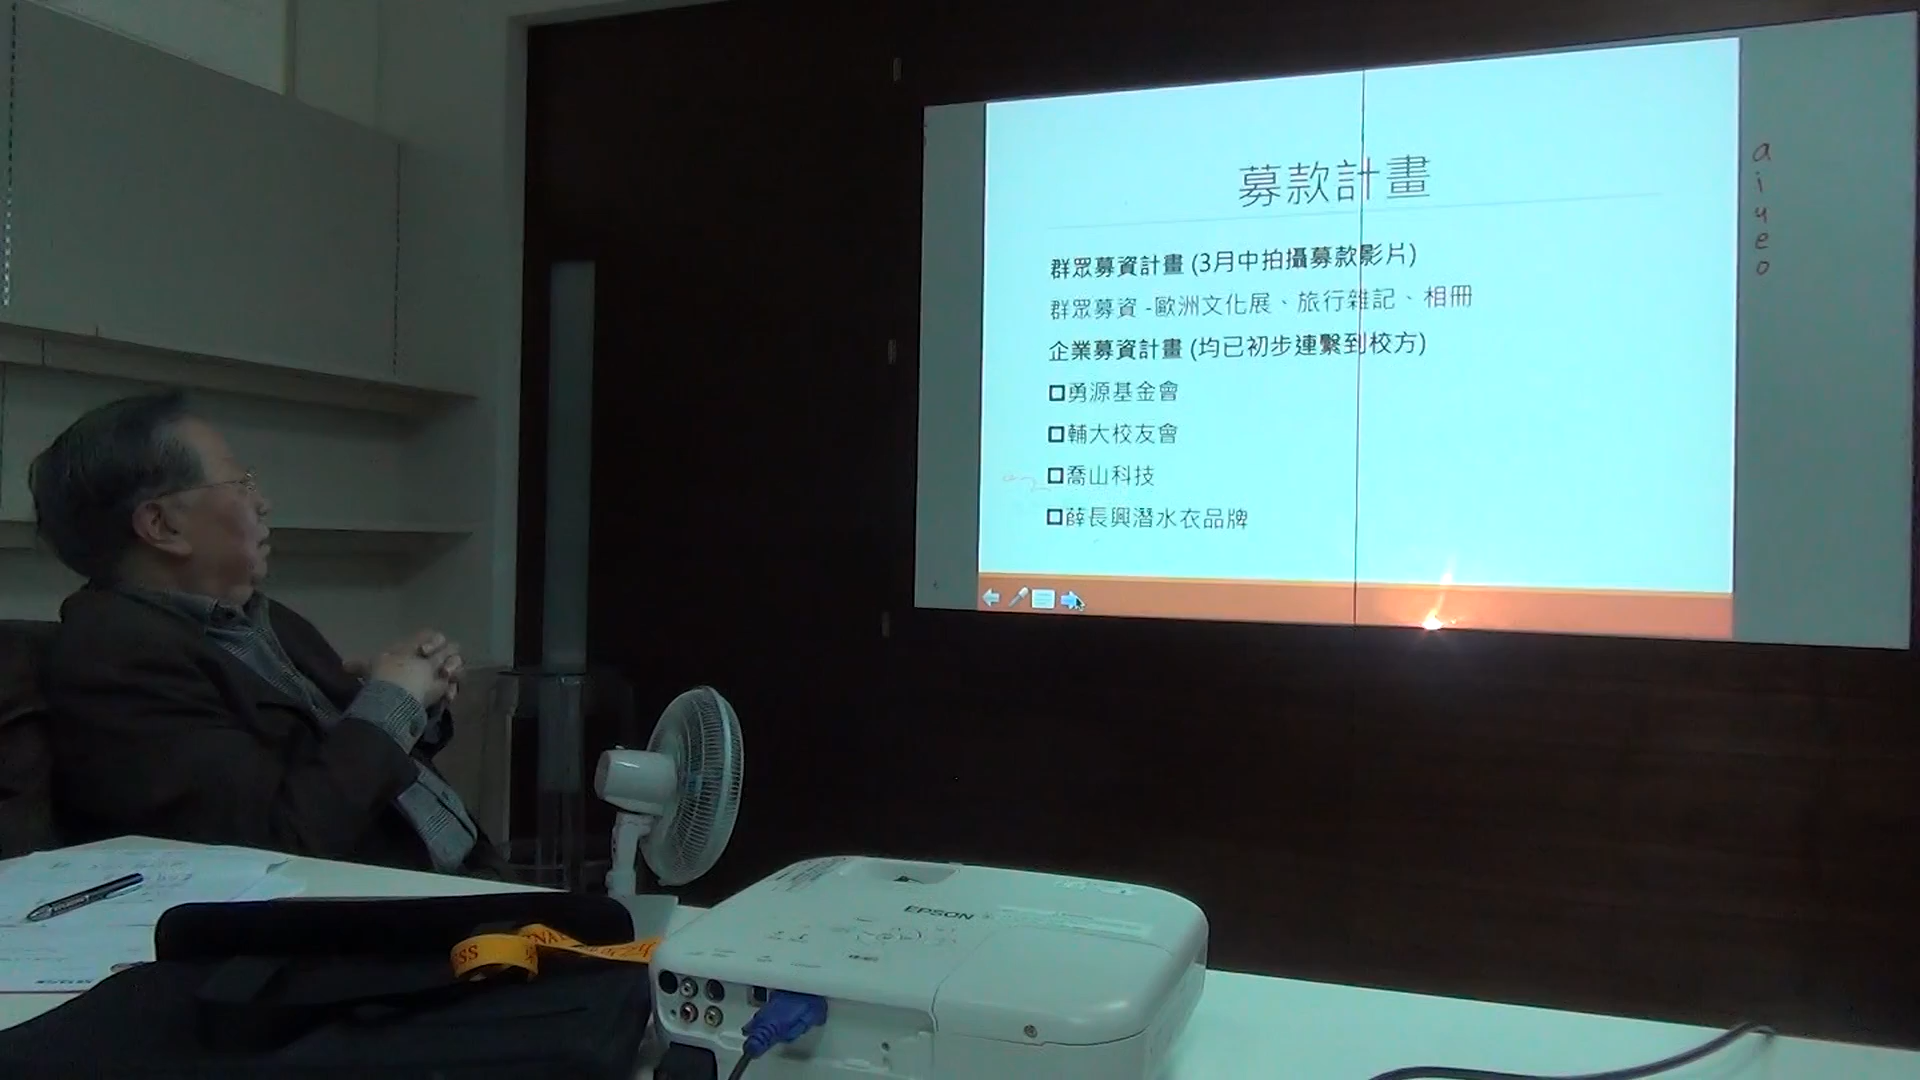 募款計畫
群眾募資計畫 (3月中拍攝募款影片)
群眾募資 -歐洲文化展、旅行雜記、相冊
企業募資計畫 (均已初步連繫到校方)
勇源基金會
輔大校友會
喬山科技
薛長興潛水衣品牌
a
i
u
e
o
EPSON